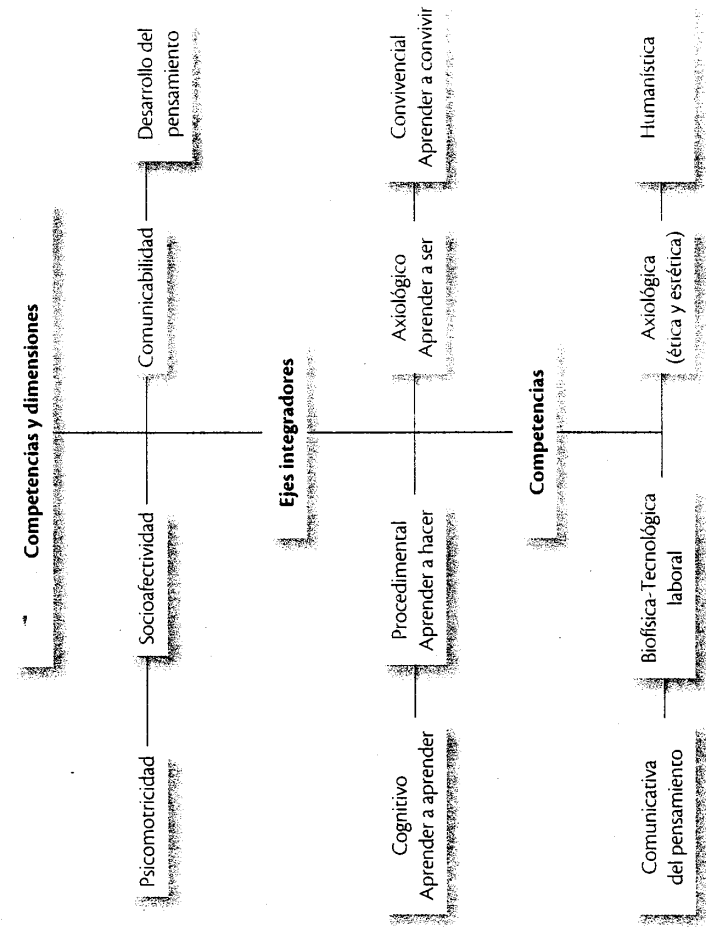 Competencias y dimensiones
Psicomotricidad
Socioafectividad
Comunicabilidad
Desarrollo del
pensamiento
Ejes integradores
Cognitivo
Aprender a aprender
Procedimental
Aprender a hacer
Axiológico
Aprender a ser
Convivencial
Aprender a convivir
Competencias
Comunicativa
del pensamiento
Biofísica-Tecnológica
laboral
Axiológica
(ética y esrética)
Humanística